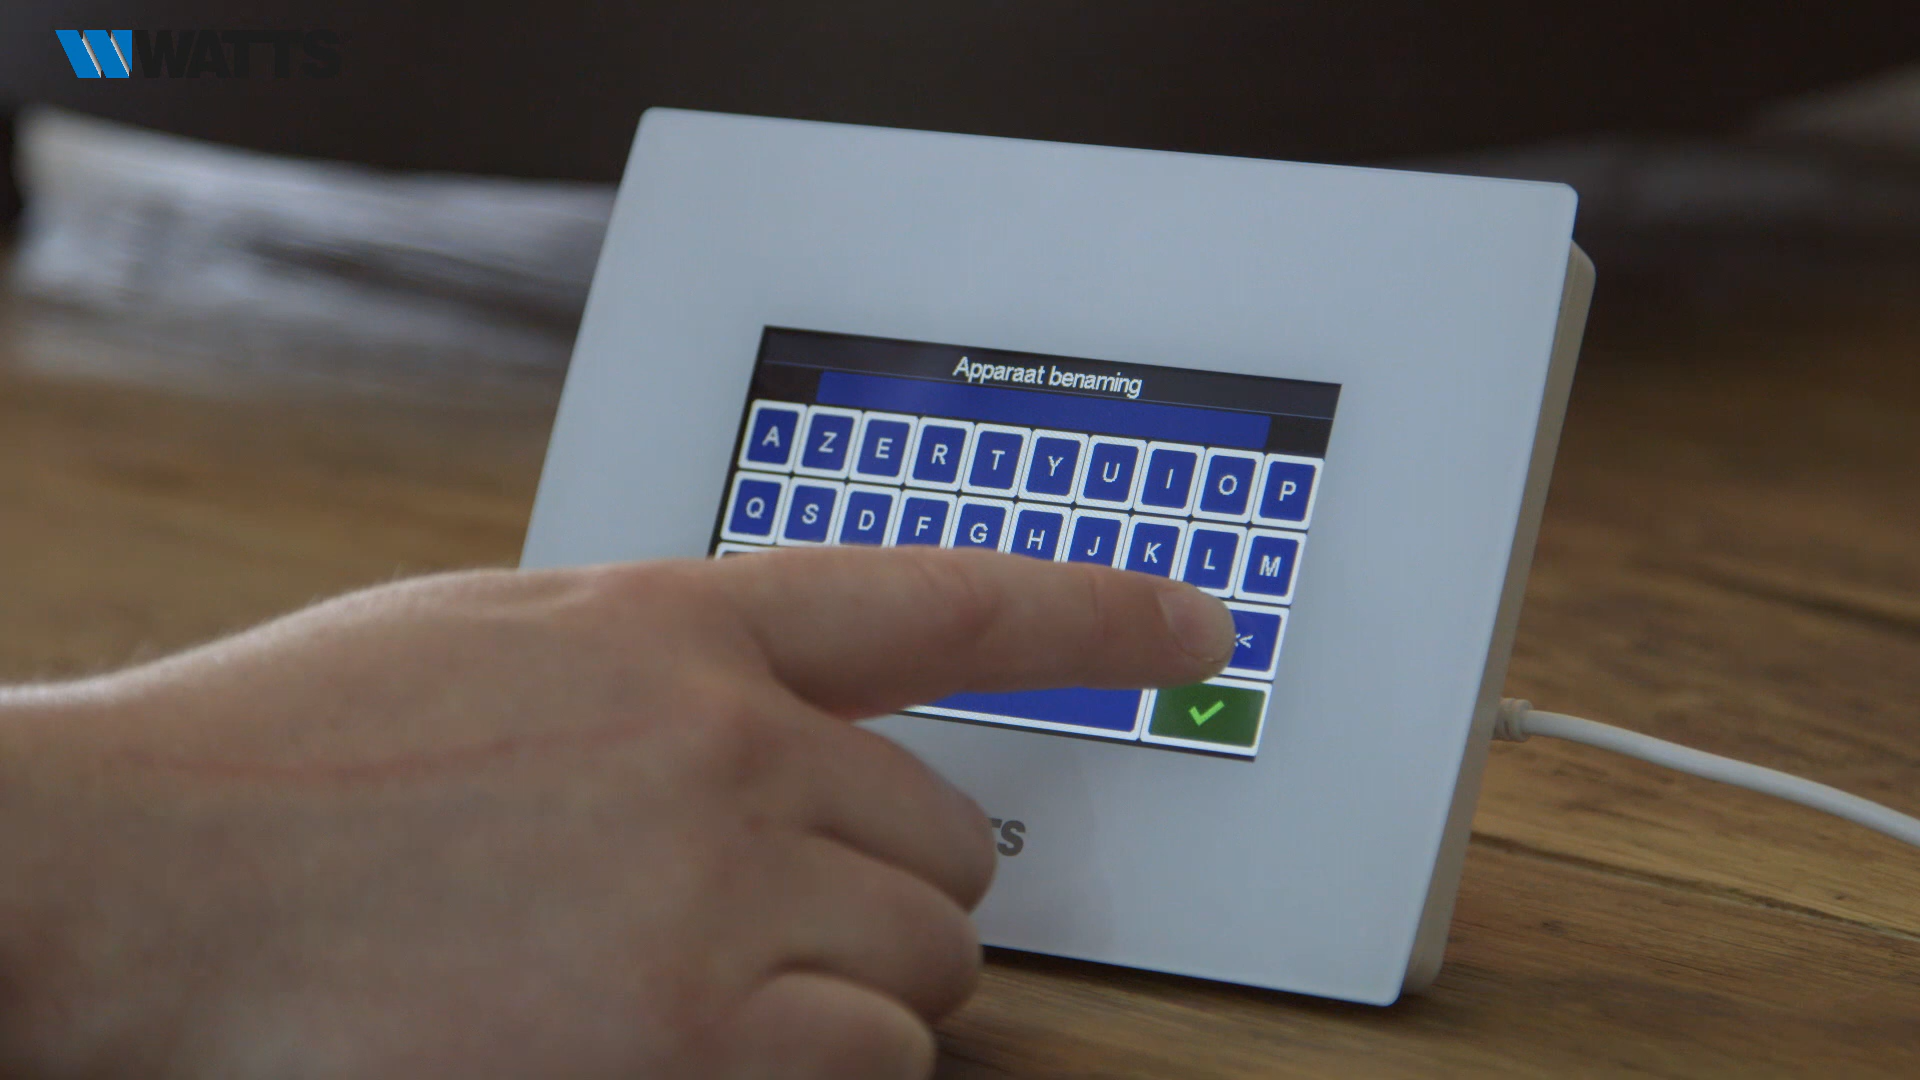 WATTS
Apparaat benaming
A Z E R T Y U I O P
Q S D F G H J K L M
<<
TS